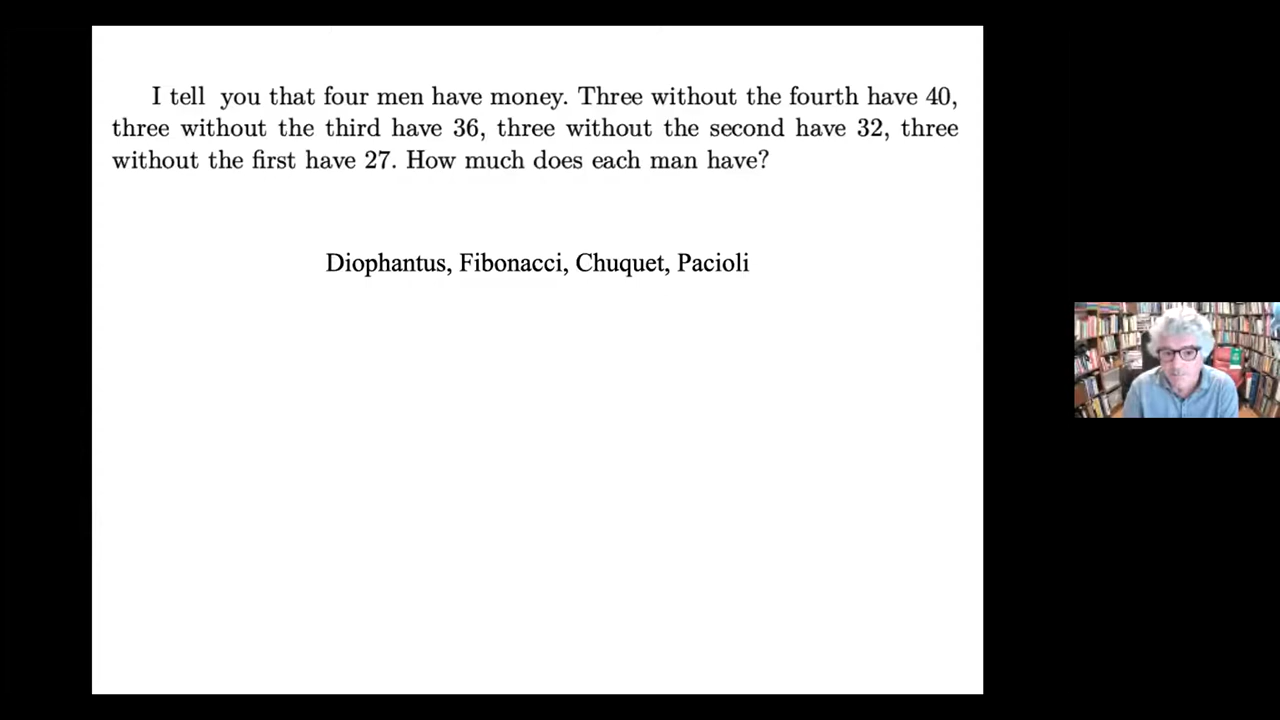 I tell you that four men have money. Three without the fourth have 40,
three without the third have 36, three without the second have 32, three
without the first have 27. How much does each man have?
Diophantus, Fibonacci, Chuquet, Pacioli